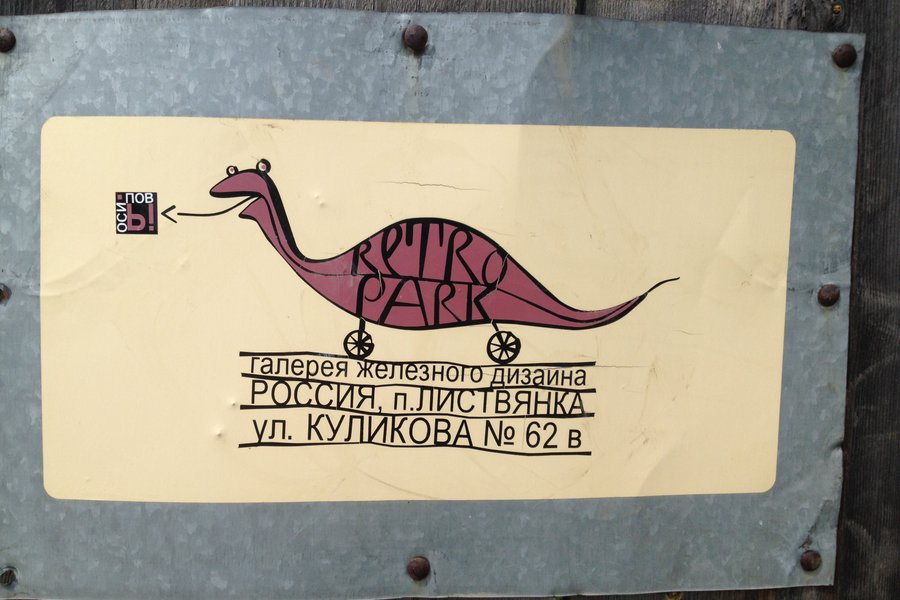 ОСИПОВЫ
RETRO
PARK
галерея железного дизайна
РОССИЯ, п.ЛИСТВЯНКА
ул. КУЛИКОВА № 62 в